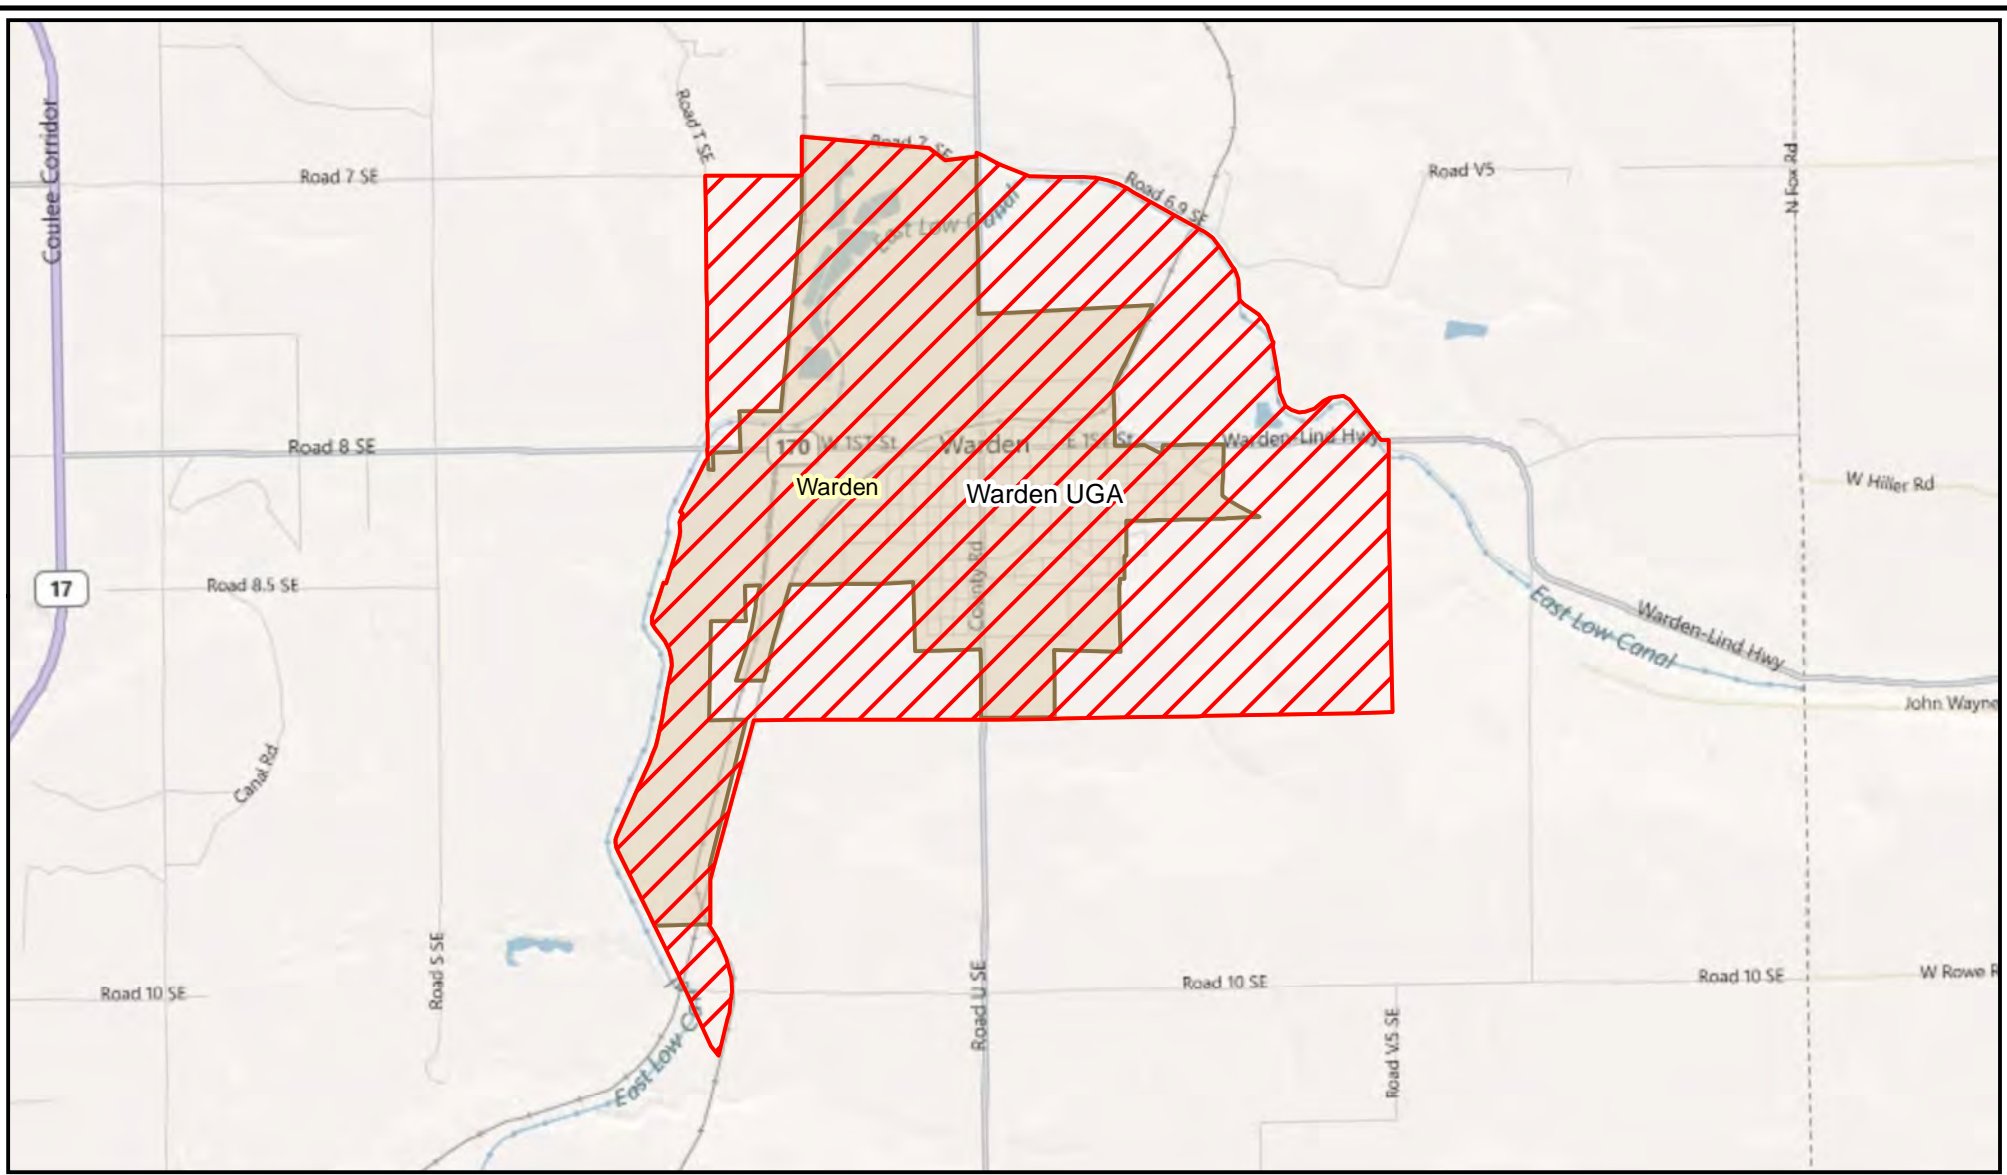 Coulee Corridor
Road T SE
Road 7 SE
Road 7 SE
East Low Canal
Road 6.9 SE
Road V5
N Fox Rd
Road 8 SE
170
W 1ST St
Warden
E 1ST St
Warden-Lind Hwy
Warden
Warden UGA
W Hiller Rd
17
Road 8.5 SE
County Rd
East Low Canal
Warden-Lind Hwy
John Wayne
Canal Rd
Road S SE
Road 10 SE
Road U SE
Road 10 SE
Road 10 SE
W Rowe R
East Low Ca
Road V.5 SE